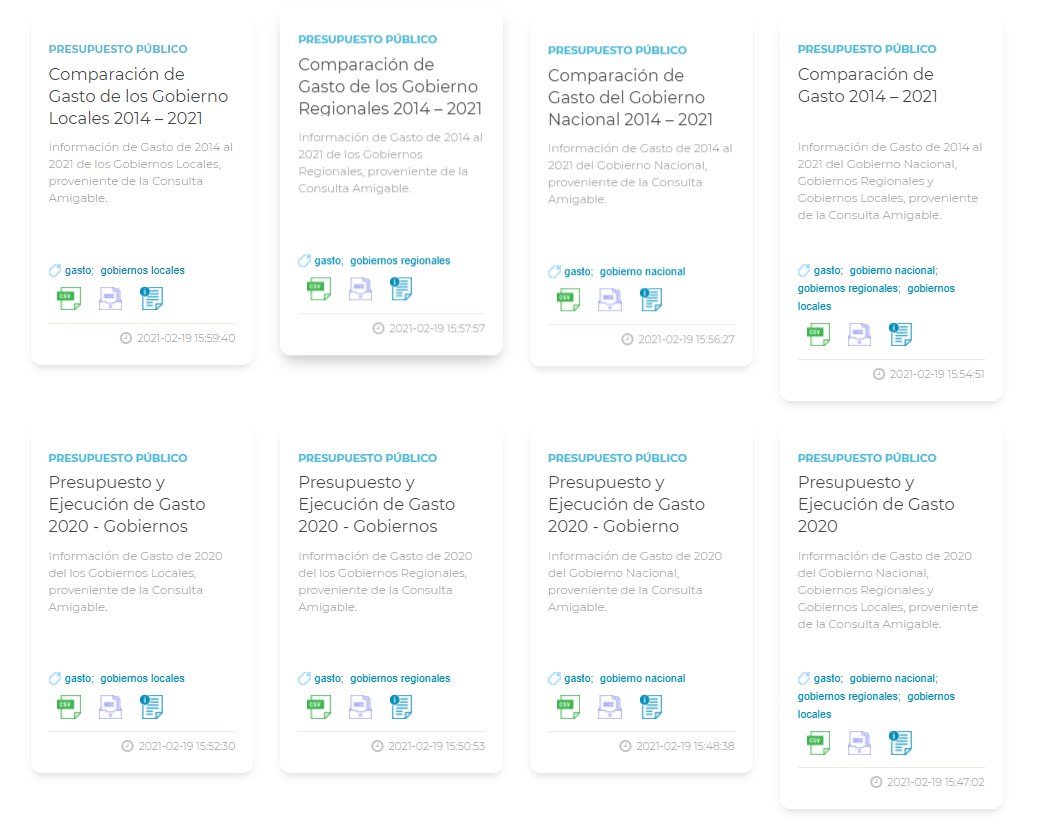 PRESUPUESTO PÚBLICO
Comparación de
Gasto de los Gobierno
Locales 2014 – 2021
Información de Gasto de 2014 al
2021 de los Gobiernos Locales,
proveniente de la Consulta
Amigable.
gasto; gobiernos locales
CSV
DICC
2021-02-19 15:59:40
PRESUPUESTO PÚBLICO
Comparación de
Gasto de los Gobierno
Regionales 2014 – 2021
Información de Gasto de 2014 al
2021 de los Gobiernos
Regionales, proveniente de la
Consulta Amigable.
gasto; gobiernos regionales
CSV
DICC
2021-02-19 15:57:57
PRESUPUESTO PÚBLICO
Comparación de
Gasto del Gobierno
Nacional 2014 – 2021
Información de Gasto de 2014 al
2021 del Gobierno Nacional,
proveniente de la Consulta
Amigable.
gasto; gobierno nacional
CSV
DICC
2021-02-19 15:56:27
PRESUPUESTO PÚBLICO
Comparación de
Gasto 2014 – 2021
Información de Gasto de 2014 al
2021 del Gobierno Nacional,
Gobiernos Regionales y
Gobiernos Locales, proveniente
de la Consulta Amigable.
gasto; gobierno nacional;
gobiernos regionales; gobiernos
locales
CSV
DICC
2021-02-19 15:54:51
PRESUPUESTO PÚBLICO
Presupuesto y
Ejecución de Gasto
2020 - Gobiernos
Información de Gasto de 2020
del los Gobiernos Locales,
proveniente de la Consulta
Amigable.
gasto; gobiernos locales
CSV
DICC
2021-02-19 15:52:30
PRESUPUESTO PÚBLICO
Presupuesto y
Ejecución de Gasto
2020 - Gobiernos
Información de Gasto de 2020
del los Gobiernos Regionales,
proveniente de la Consulta
Amigable.
gasto; gobiernos regionales
CSV
DICC
2021-02-19 15:50:53
PRESUPUESTO PÚBLICO
Presupuesto y
Ejecución de Gasto
2020 - Gobierno
Información de Gasto de 2020
del Gobierno Nacional,
proveniente de la Consulta
Amigable.
gasto; gobierno nacional
CSV
DICC
2021-02-19 15:48:38
PRESUPUESTO PÚBLICO
Presupuesto y
Ejecución de Gasto
2020
Información de Gasto de 2020
del Gobierno Nacional,
Gobiernos Regionales y
Gobiernos Locales, proveniente
de la Consulta Amigable.
gasto; gobierno nacional;
gobiernos regionales; gobiernos
locales
CSV
DICC
2021-02-19 15:47:02